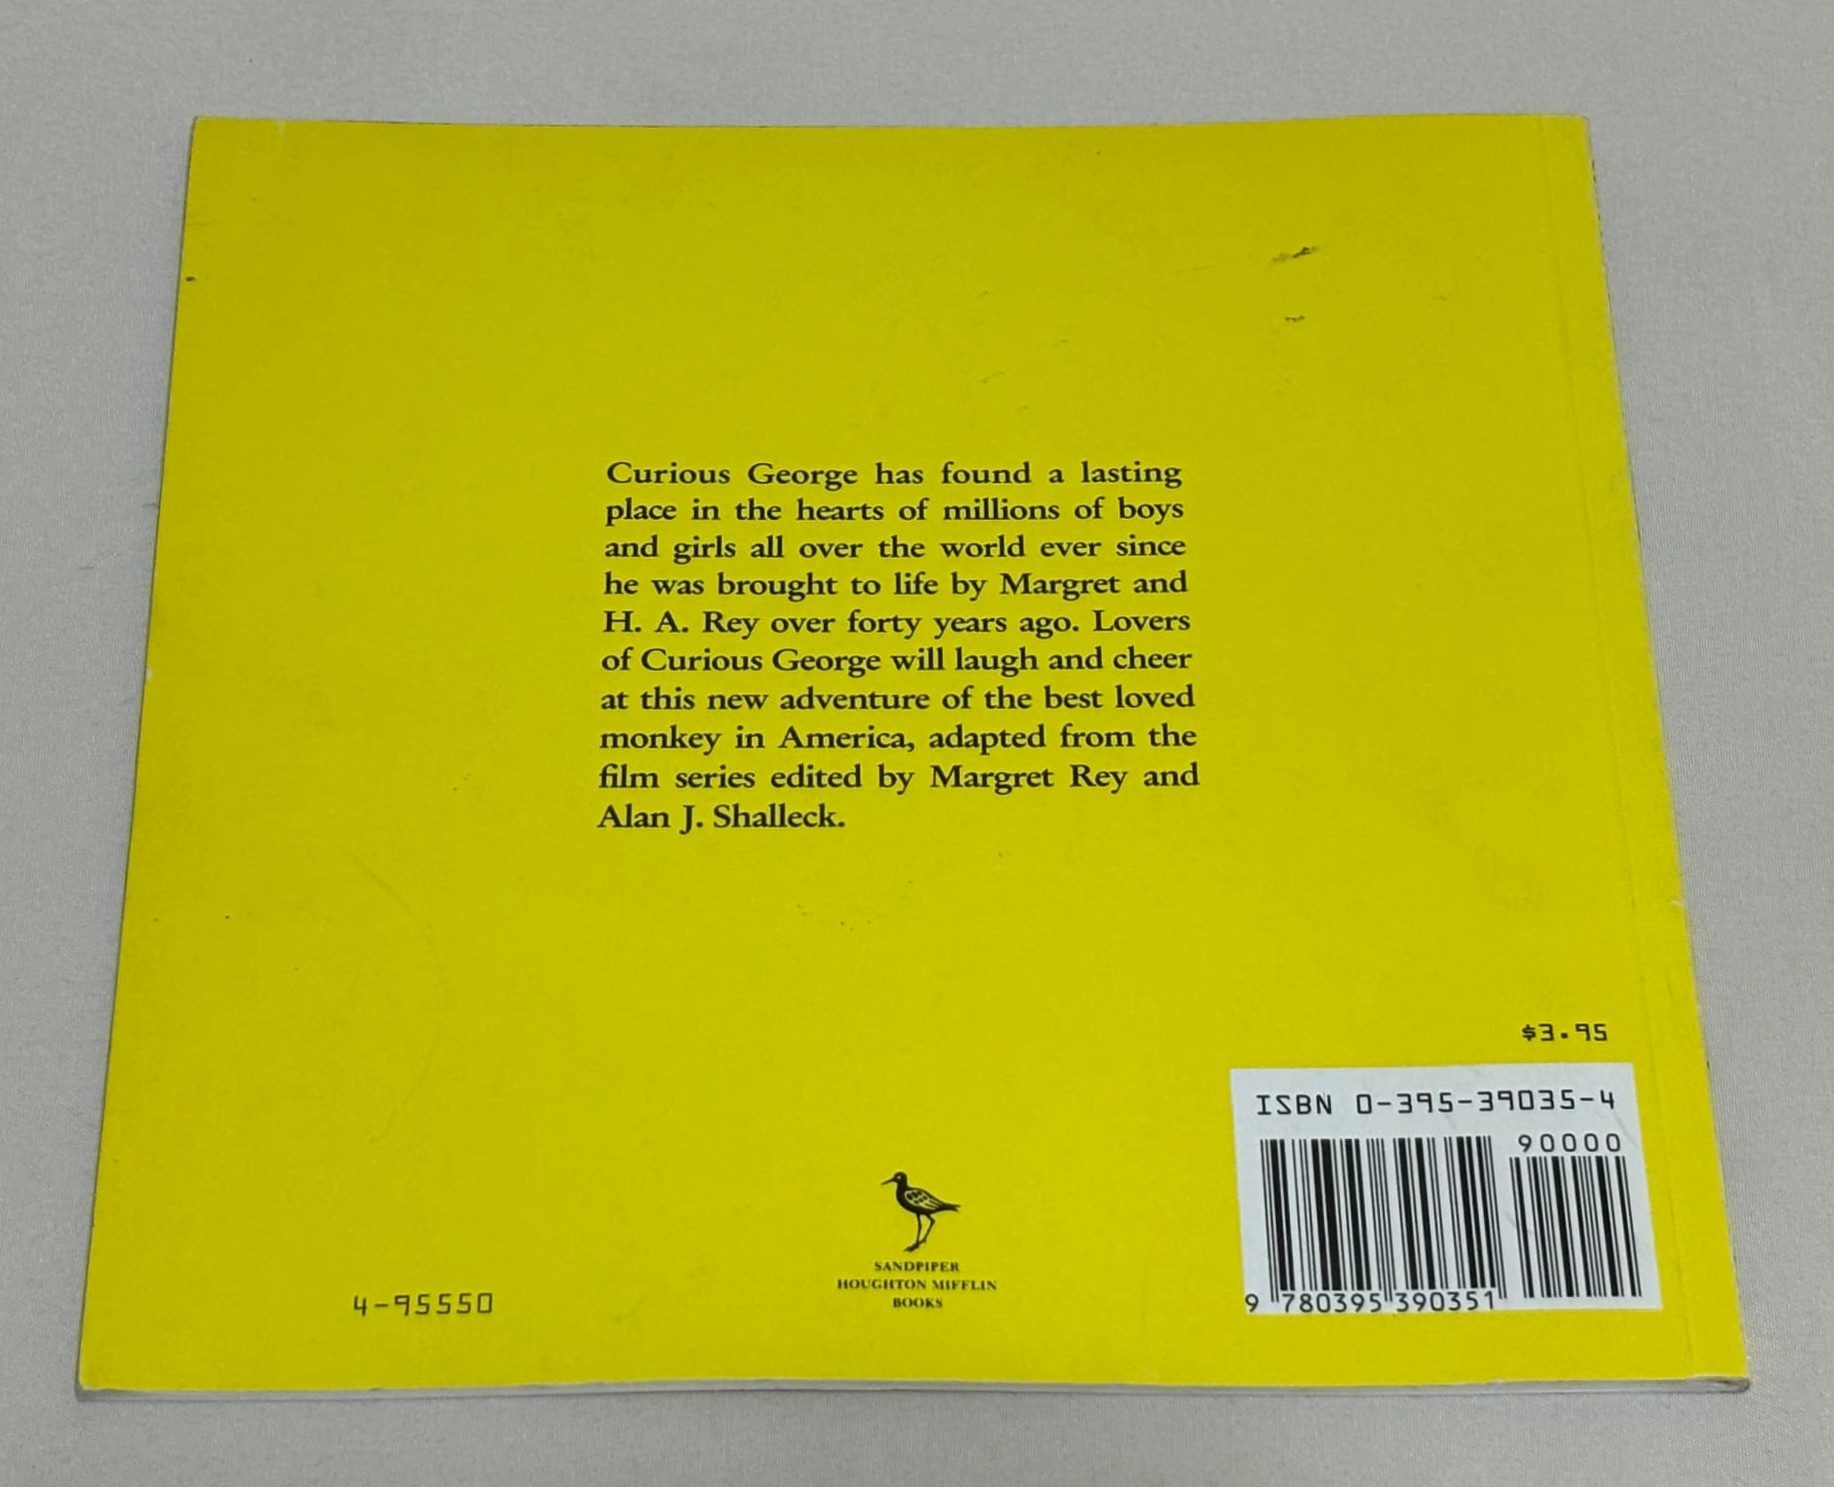 Curious George has found a lasting
place in the hearts of millions of boys
and girls all over the world ever since
he was brought to life by Margret and
H. A. Rey over forty years ago. Lovers
of Curious George will laugh and cheer
at this new adventure of the best loved
monkey in America, adapted from the
film series edited by Margret Rey and
Alan J. Shalleck.
$3.95
ISBN 0-395-39035-4
90000
9 780395 390351
SANDPIPER
HOUGHTON MIFFLIN
BOOKS
4-95550